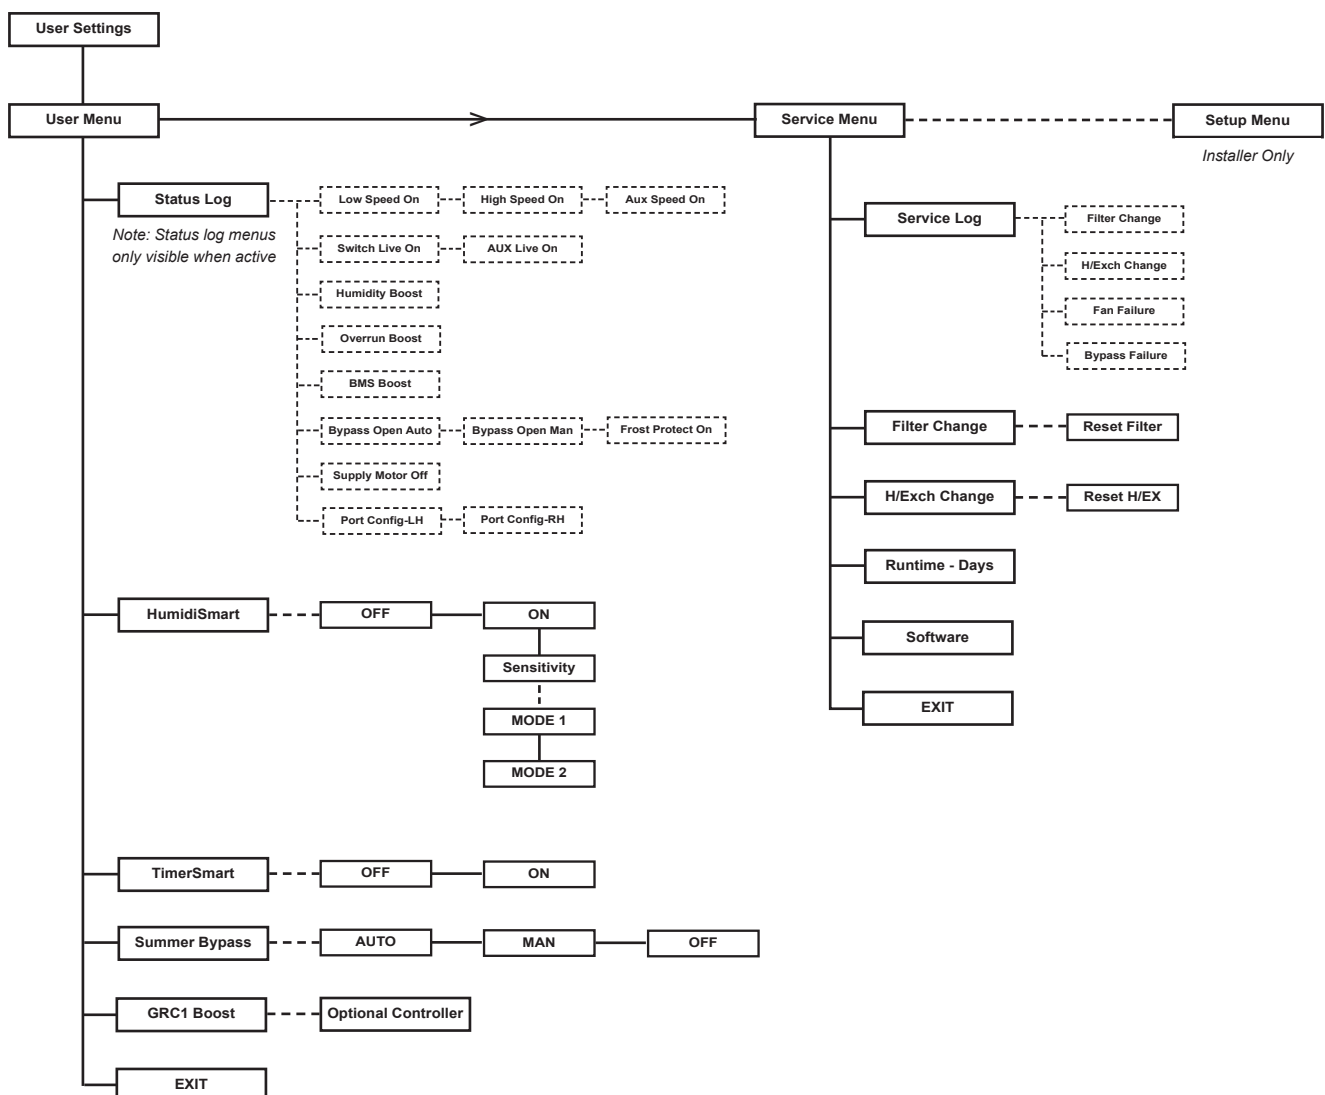 User Settings
User Menu
Service Menu
Setup Menu
Installer Only
Status Log
Note: Status log menus
only visible when active
Low Speed On
High Speed On
Aux Speed On
Switch Live On
AUX Live On
Humidity Boost
Overrun Boost
BMS Boost
Bypass Open Auto
Bypass Open Man
Frost Protect On
Supply Motor Off
Port Config-LH
Port Config-RH
HumidiSmart
OFF
ON
Sensitivity
MODE 1
MODE 2
TimerSmart
OFF
ON
Summer Bypass
AUTO
MAN
OFF
GRC1 Boost
Optional Controller
EXIT
Service Log
Filter Change
H/Exch Change
Fan Failure
Bypass Failure
Filter Change
Reset Filter
H/Exch Change
Reset H/EX
Runtime - Days
Software
EXIT